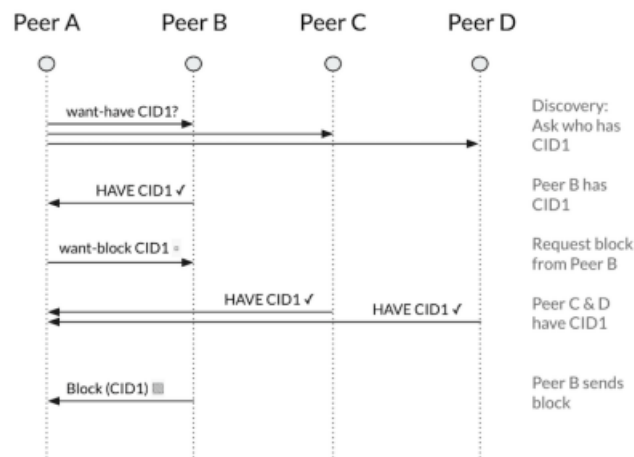 Peer A
Peer B
Peer C
Peer D
want-have CID1?
Discovery:
Ask who has
CID1
HAVE CID1 ✓
Peer B has
CID1
want-block CID1
Request block
from Peer B
HAVE CID1 ✓
HAVE CID1 ✓
Peer C & D
have CID1
Block (CID1)
Peer B sends
block